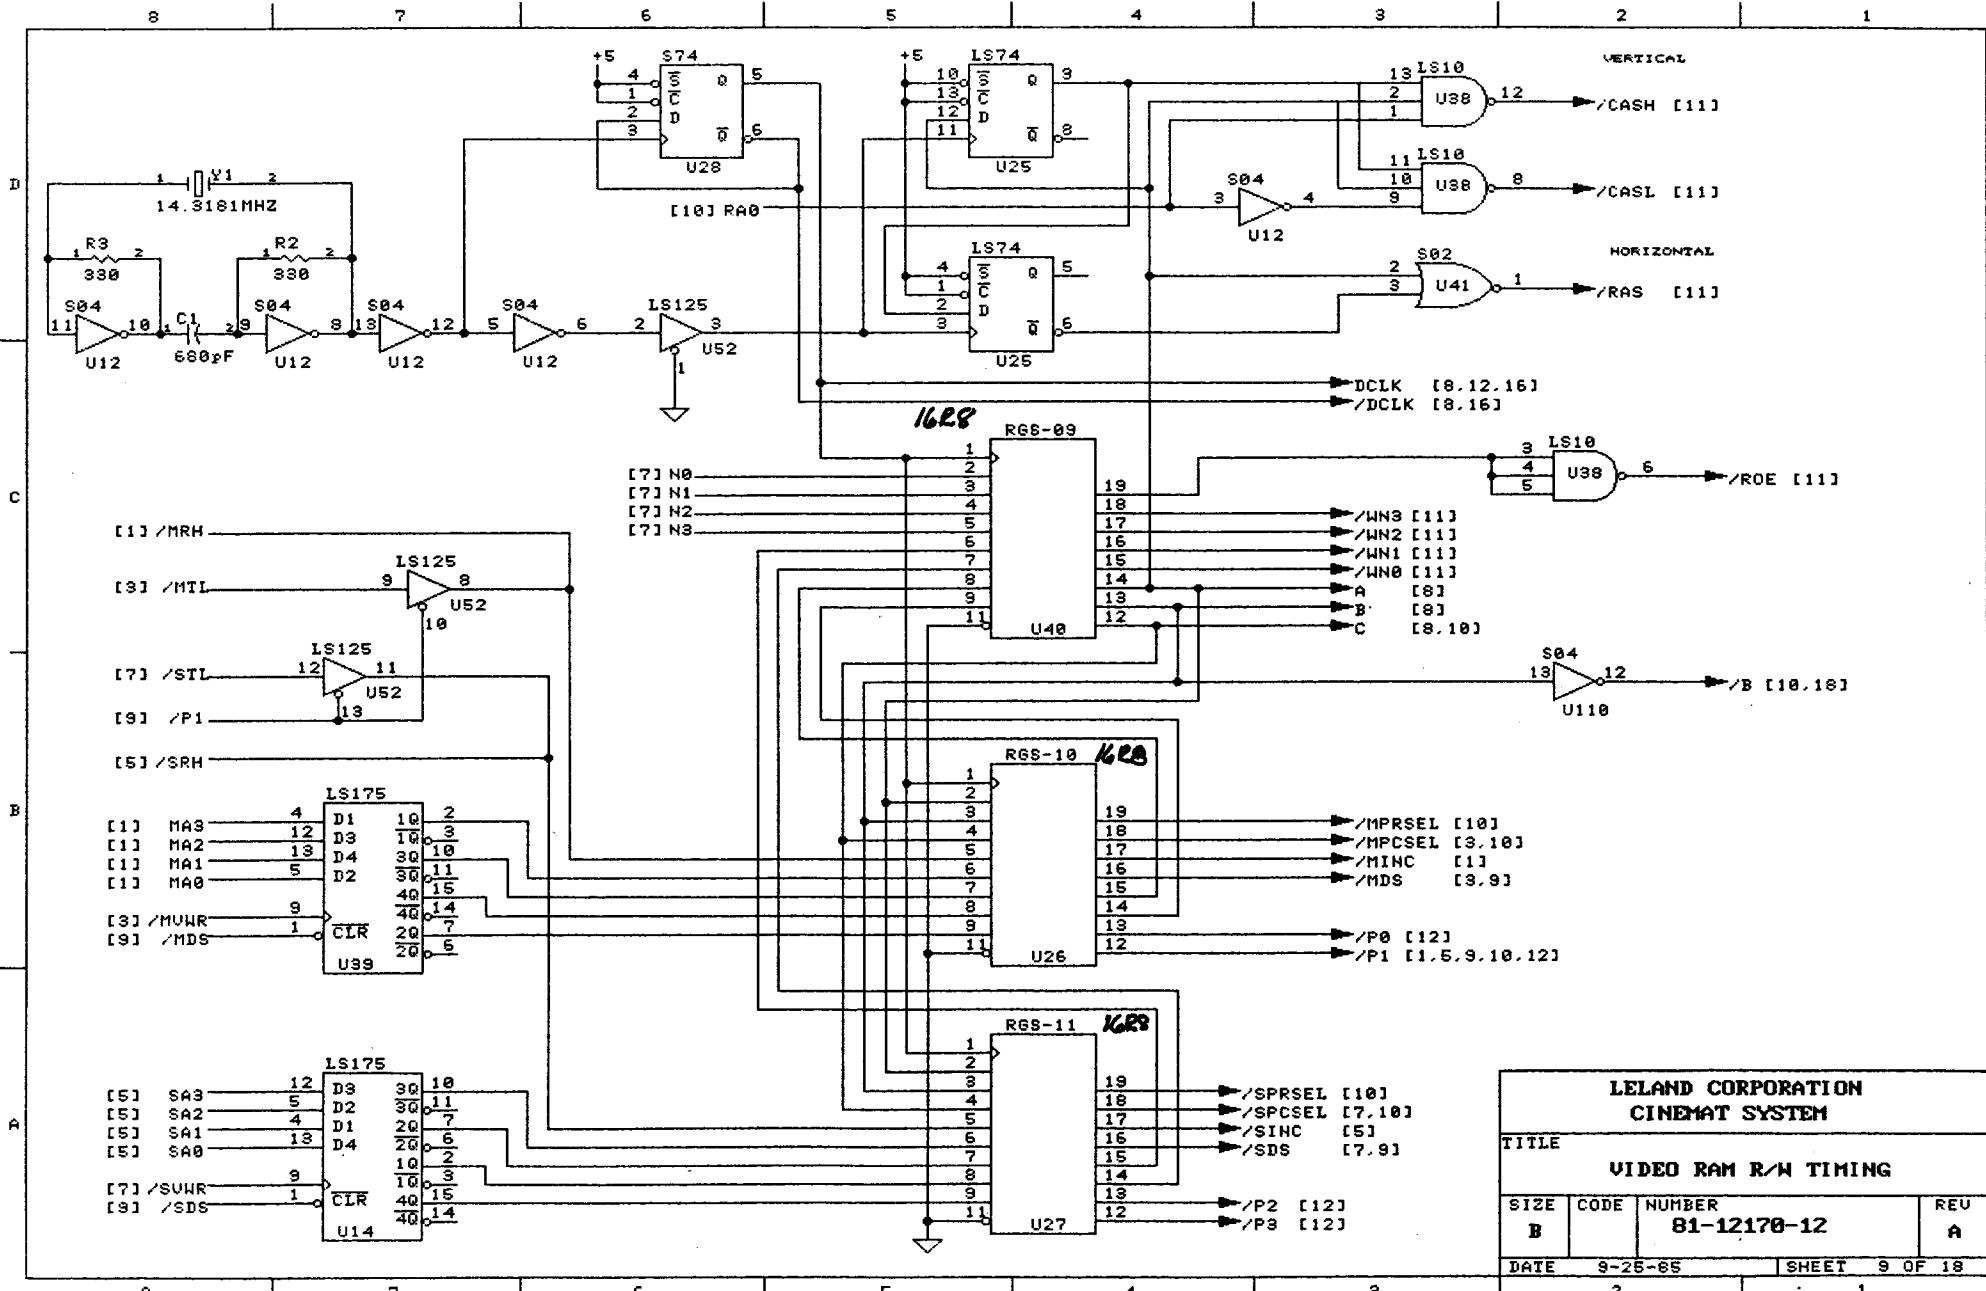 8 7 6 5 4 3 2 1
D
C
B
A
+5 S74
4 S̅ Q 5
1 C̅
2 D
3 Q̅ 6
U28
+5 LS74
10 S̅ Q 9
13 C̅
12 D
11 Q̅ 8
U25
VERTICAL
LS10
13
2 U38 12 /CASH [11]
1
LS10
11
10 U38 8 /CASL [11]
9
1 Y1 2
14.3181MHZ
[10] RA0
S04
3 4
U12
R3
1 2
330
R2
1 2
330
LS74
4 S̅ Q 5
1 C̅
2 D
3 Q̅ 6
U25
HORIZONTAL
S02
2
3 U41 1 /RAS [11]
S04
11 10
U12
C1
1 2
680pF
S04
9 8
U12
S04
13 12
U12
S04
5 6
U12
LS125
2 3
U52
1
DCLK [8,12,16]
/DCLK [8,16]
16R8
RGS-09
1
[7] N0 2
[7] N1 3
[7] N2 4
[7] N3 5
6
7
8
9
11
U40
19
18 /WN3 [11]
17 /WN2 [11]
16 /WN1 [11]
15 /WN0 [11]
14 A [8]
13 B [8]
12 C [8,10]
LS10
3
4 U38 6 /ROE [11]
5
[1] /MRH
LS125
[3] /MTL 9 8
U52
10
LS125
[7] /STL 12 11
U52
[9] /P1 13
[5] /SRH
S04
13 12 /B [10,18]
U110
LS175
[1] MA3 4 D1 1Q 2
[1] MA2 12 D3 1Q̅ 3
[1] MA1 13 D4 3Q 10
[1] MA0 5 D2 3Q̅ 11
4Q 15
[3] /MVWR 9 4Q̅ 14
[9] /MDS 1 C̅L̅R̅ 2Q 7
2Q̅ 6
U39
RGS-10 16R8
1
2
3
4
5
6
7
8
9
11
U26
19 /MPRSEL [10]
18 /MPCSEL [3,10]
17 /MINC [1]
16 /MDS [3,9]
15
14
13 /P0 [12]
12 /P1 [1,5,9,10,12]
LS175
[5] SA3 12 D3 3Q 10
[5] SA2 5 D2 3Q̅ 11
[5] SA1 4 D1 2Q 7
[5] SA0 13 D4 2Q̅ 6
1Q 2
[7] /SVWR 9 1Q̅ 3
[9] /SDS 1 C̅L̅R̅ 4Q 15
4Q̅ 14
U14
RGS-11 16R8
1
2
3
4
5
6
7
8
9
11
U27
19 /SPRSEL [10]
18 /SPCSEL [7,10]
17 /SINC [5]
16 /SDS [7,9]
15
14
13 /P2 [12]
12 /P3 [12]
LELAND CORPORATION
CINEMAT SYSTEM
TITLE
VIDEO RAM R/W TIMING
SIZE CODE NUMBER REV
B 81-12170-12 A
DATE 9-25-85 SHEET 9 OF 18